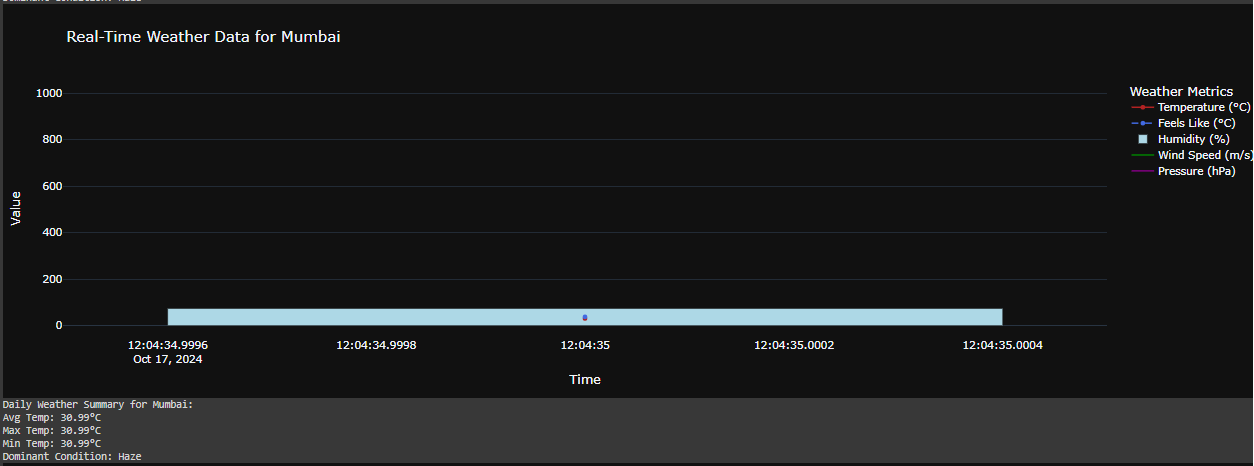 Dominant Condition: Haze
Real-Time Weather Data for Mumbai
1000
800
600
400
200
0
Value
12:04:34.9996
Oct 17, 2024
12:04:34.9998
12:04:35
12:04:35.0002
12:04:35.0004
Time
Weather Metrics
Temperature (°C)
Feels Like (°C)
Humidity (%)
Wind Speed (m/s)
Pressure (hPa)
Daily Weather Summary for Mumbai:
Avg Temp: 30.99°C
Max Temp: 30.99°C
Min Temp: 30.99°C
Dominant Condition: Haze